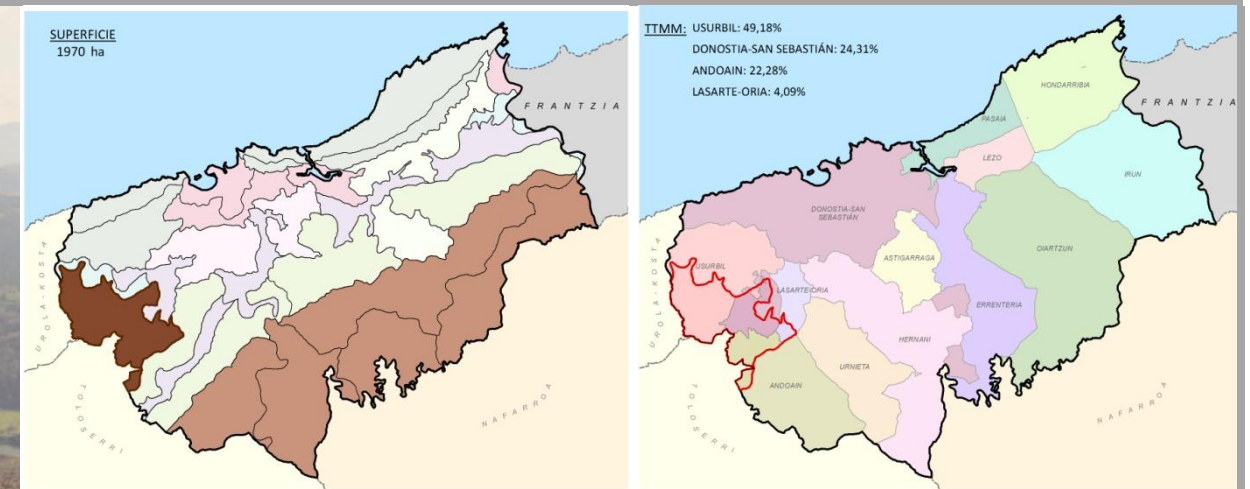 SUPERFICIE
1970 ha
FRANTZIA
UROLA-KOSTA
TOLOSERRI
NAFARROA
TTMM: USURBIL: 49,18%
DONOSTIA-SAN SEBASTIÁN: 24,31%
ANDOAIN: 22,28%
LASARTE-ORIA: 4,09%
HONDARRIBIA
FRANTZIA
PASAIA
LEZO
IRUN
DONOSTIA-SAN
SEBASTIÁN
OIARTZUN
ASTIGARRAGA
USURBIL
LASARTE-ORIA
UROLA-KOSTA
ERRENTERIA
HERNANI
URNIETA
ANDOAIN
TOLOSERRI
NAFARROA